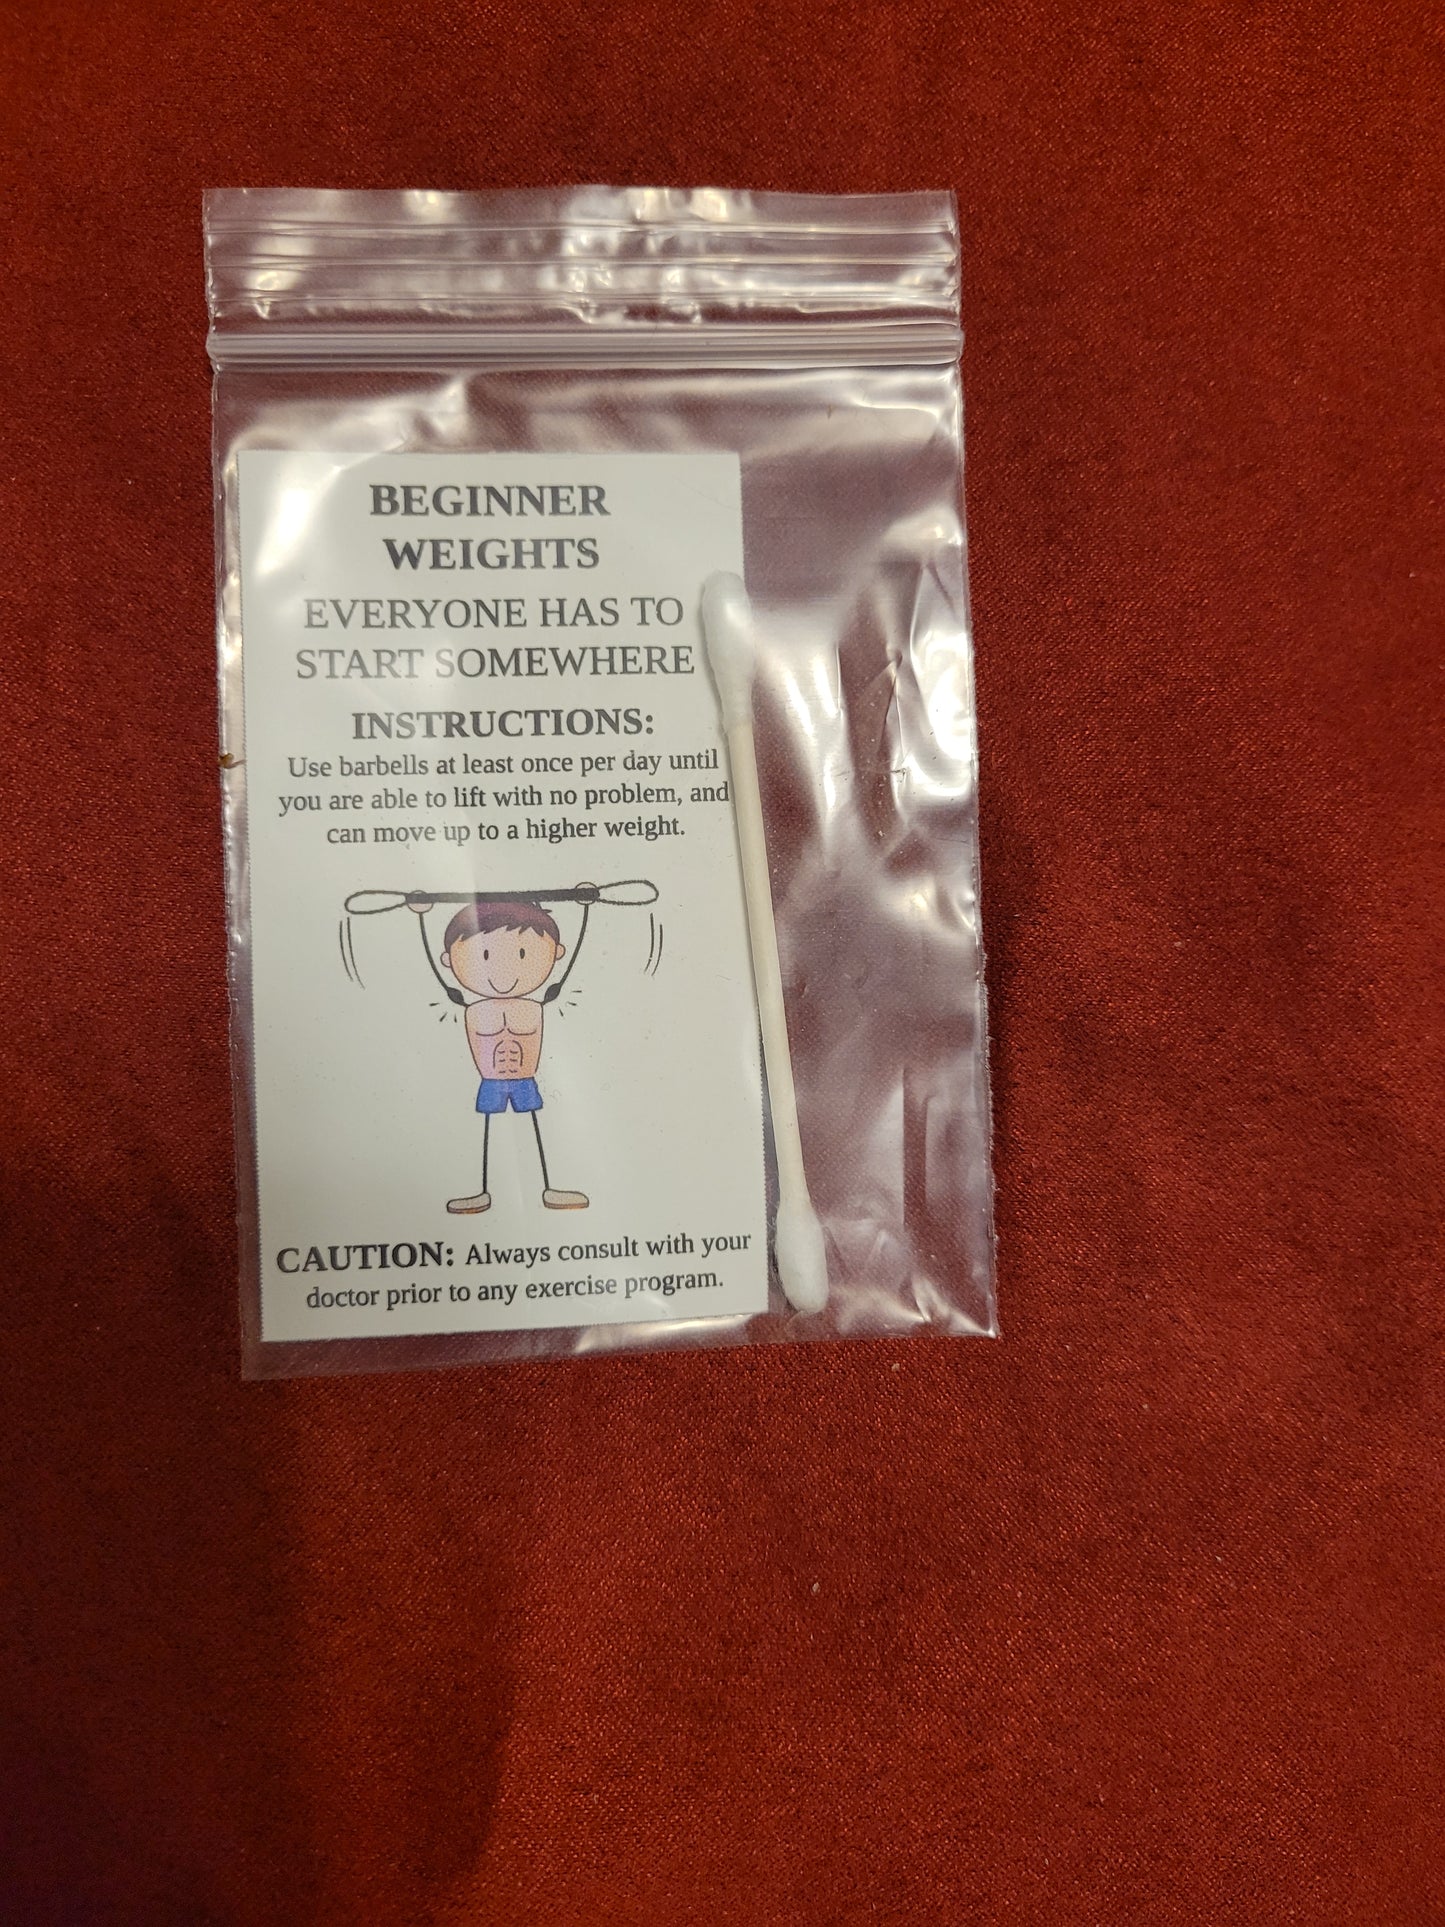 BEGINNER
WEIGHTS
EVERYONE HAS TO
START SOMEWHERE
INSTRUCTIONS:
Use barbells at least once per day until
you are able to lift with no problem, and
can move up to a higher weight.
CAUTION: Always consult with your
doctor prior to any exercise program.